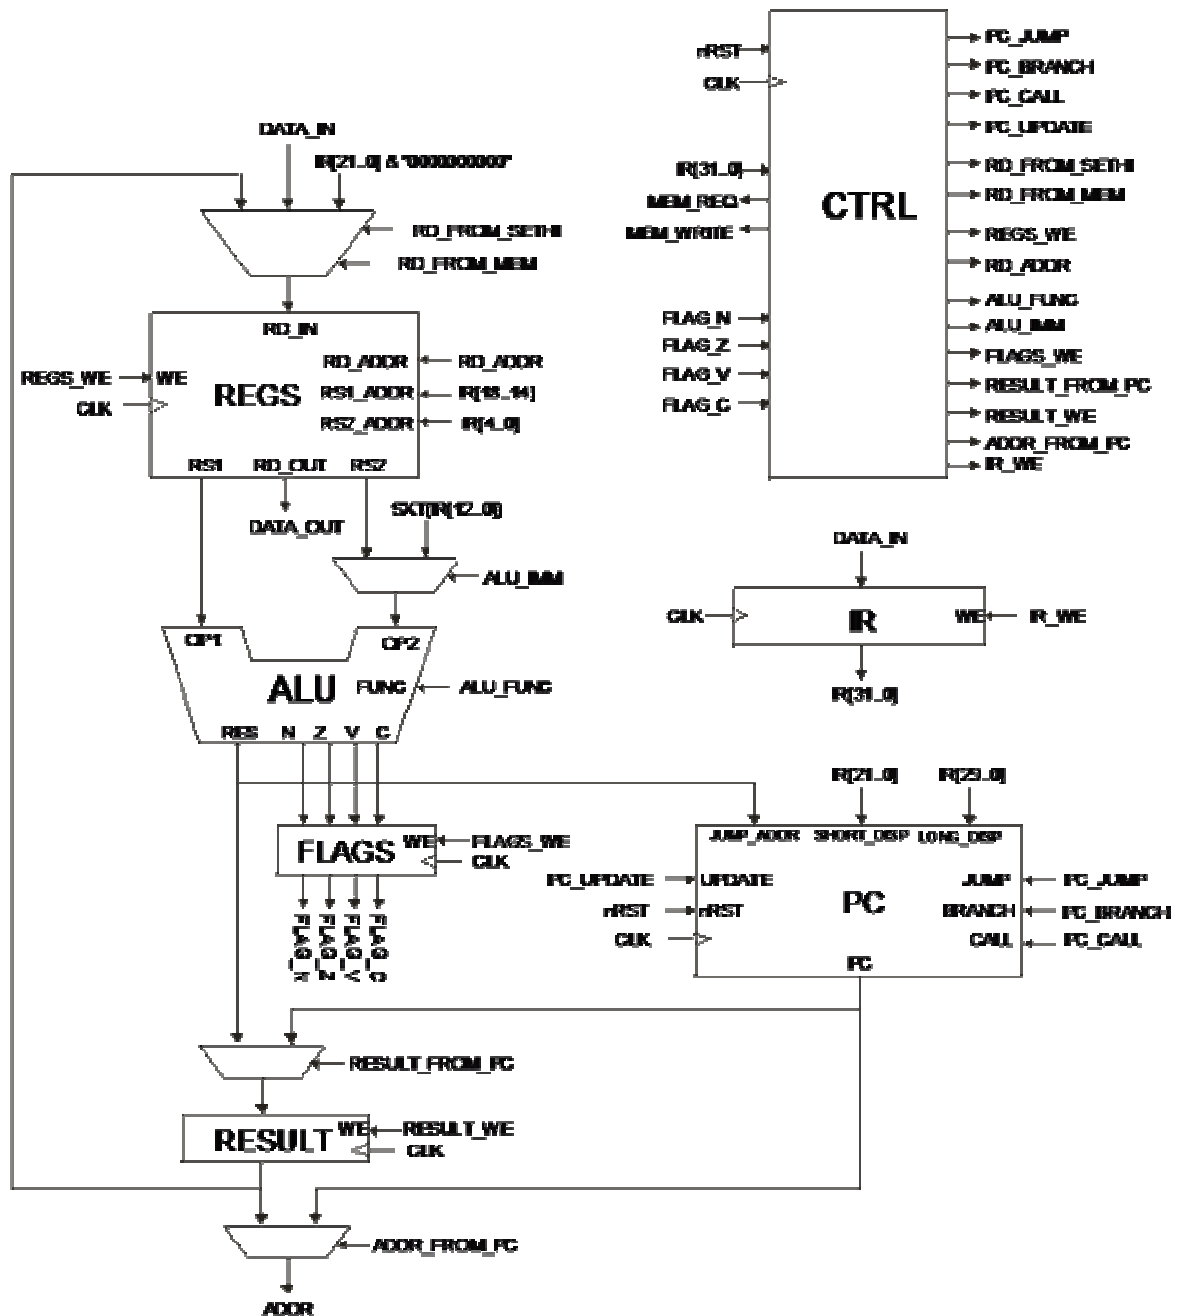 DATA_IN
IR[21..0] & "0000000000"
RD_FROM_SETHI
RD_FROM_MEM
RD_IN
REGS_WE
WE
CLK
REGS
RD_ADDR
RD_ADDR
RS1_ADDR
IR[18..14]
RS2_ADDR
IR[4..0]
RS1
RD_OUT
RS2
DATA_OUT
SXT(IR[12..0])
ALU_IMM
OP1
OP2
ALU
FUNC
ALU_FUNC
RES
N
Z
V
C
FLAGS
WE
FLAGS_WE
CLK
FLAG_N
FLAG_Z
FLAG_V
FLAG_C
RESULT_FROM_PC
RESULT
WE
RESULT_WE
CLK
ADDR_FROM_PC
ADDR
nRST
CLK
IR[31..0]
MEM_REQ
MEM_WRITE
FLAG_N
FLAG_Z
FLAG_V
FLAG_C
CTRL
PC_JUMP
PC_BRANCH
PC_CALL
PC_UPDATE
RD_FROM_SETHI
RD_FROM_MEM
REGS_WE
RD_ADDR
ALU_FUNC
ALU_IMM
FLAGS_WE
RESULT_FROM_PC
RESULT_WE
ADDR_FROM_PC
IR_WE
DATA_IN
CLK
IR
WE
IR_WE
IR[31..0]
IR[21..0]
IR[29..0]
JUMP_ADDR
SHORT_DISP
LONG_DISP
PC_UPDATE
UPDATE
nRST
nRST
CLK
PC
JUMP
PC_JUMP
BRANCH
PC_BRANCH
CALL
PC_CALL
PC